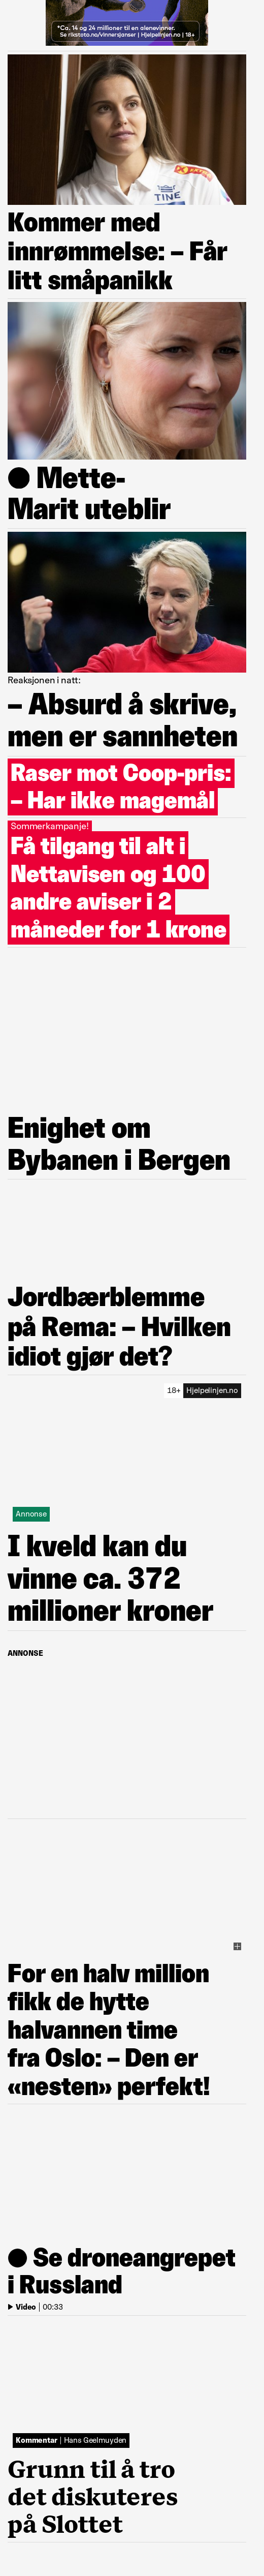 *Ca. 14 og 24 millioner til en alenevinner.
Se rikstoto.no/vinnersjanser | Hjelpelinjen.no | 18+
TINE
Kommer med
innrømmelse: – Får
litt småpanikk
● Mette-
Marit uteblir
Reaksjonen i natt:
– Absurd å skrive,
men er sannheten
Raser mot Coop-pris:
– Har ikke magemål
Sommerkampanje!
Få tilgang til alt i
Nettavisen og 100
andre aviser i 2
måneder for 1 krone
Enighet om
Bybanen i Bergen
Jordbærblemme
på Rema: – Hvilken
idiot gjør det?
18+ Hjelpelinjen.no
Annonse
I kveld kan du
vinne ca. 372
millioner kroner
ANNONSE
For en halv million
fikk de hytte
halvannen time
fra Oslo: – Den er
«nesten» perfekt!
● Se droneangrepet
i Russland
Video | 00:33
Kommentar | Hans Geelmuyden
Grunn til å tro
det diskuteres
på Slottet